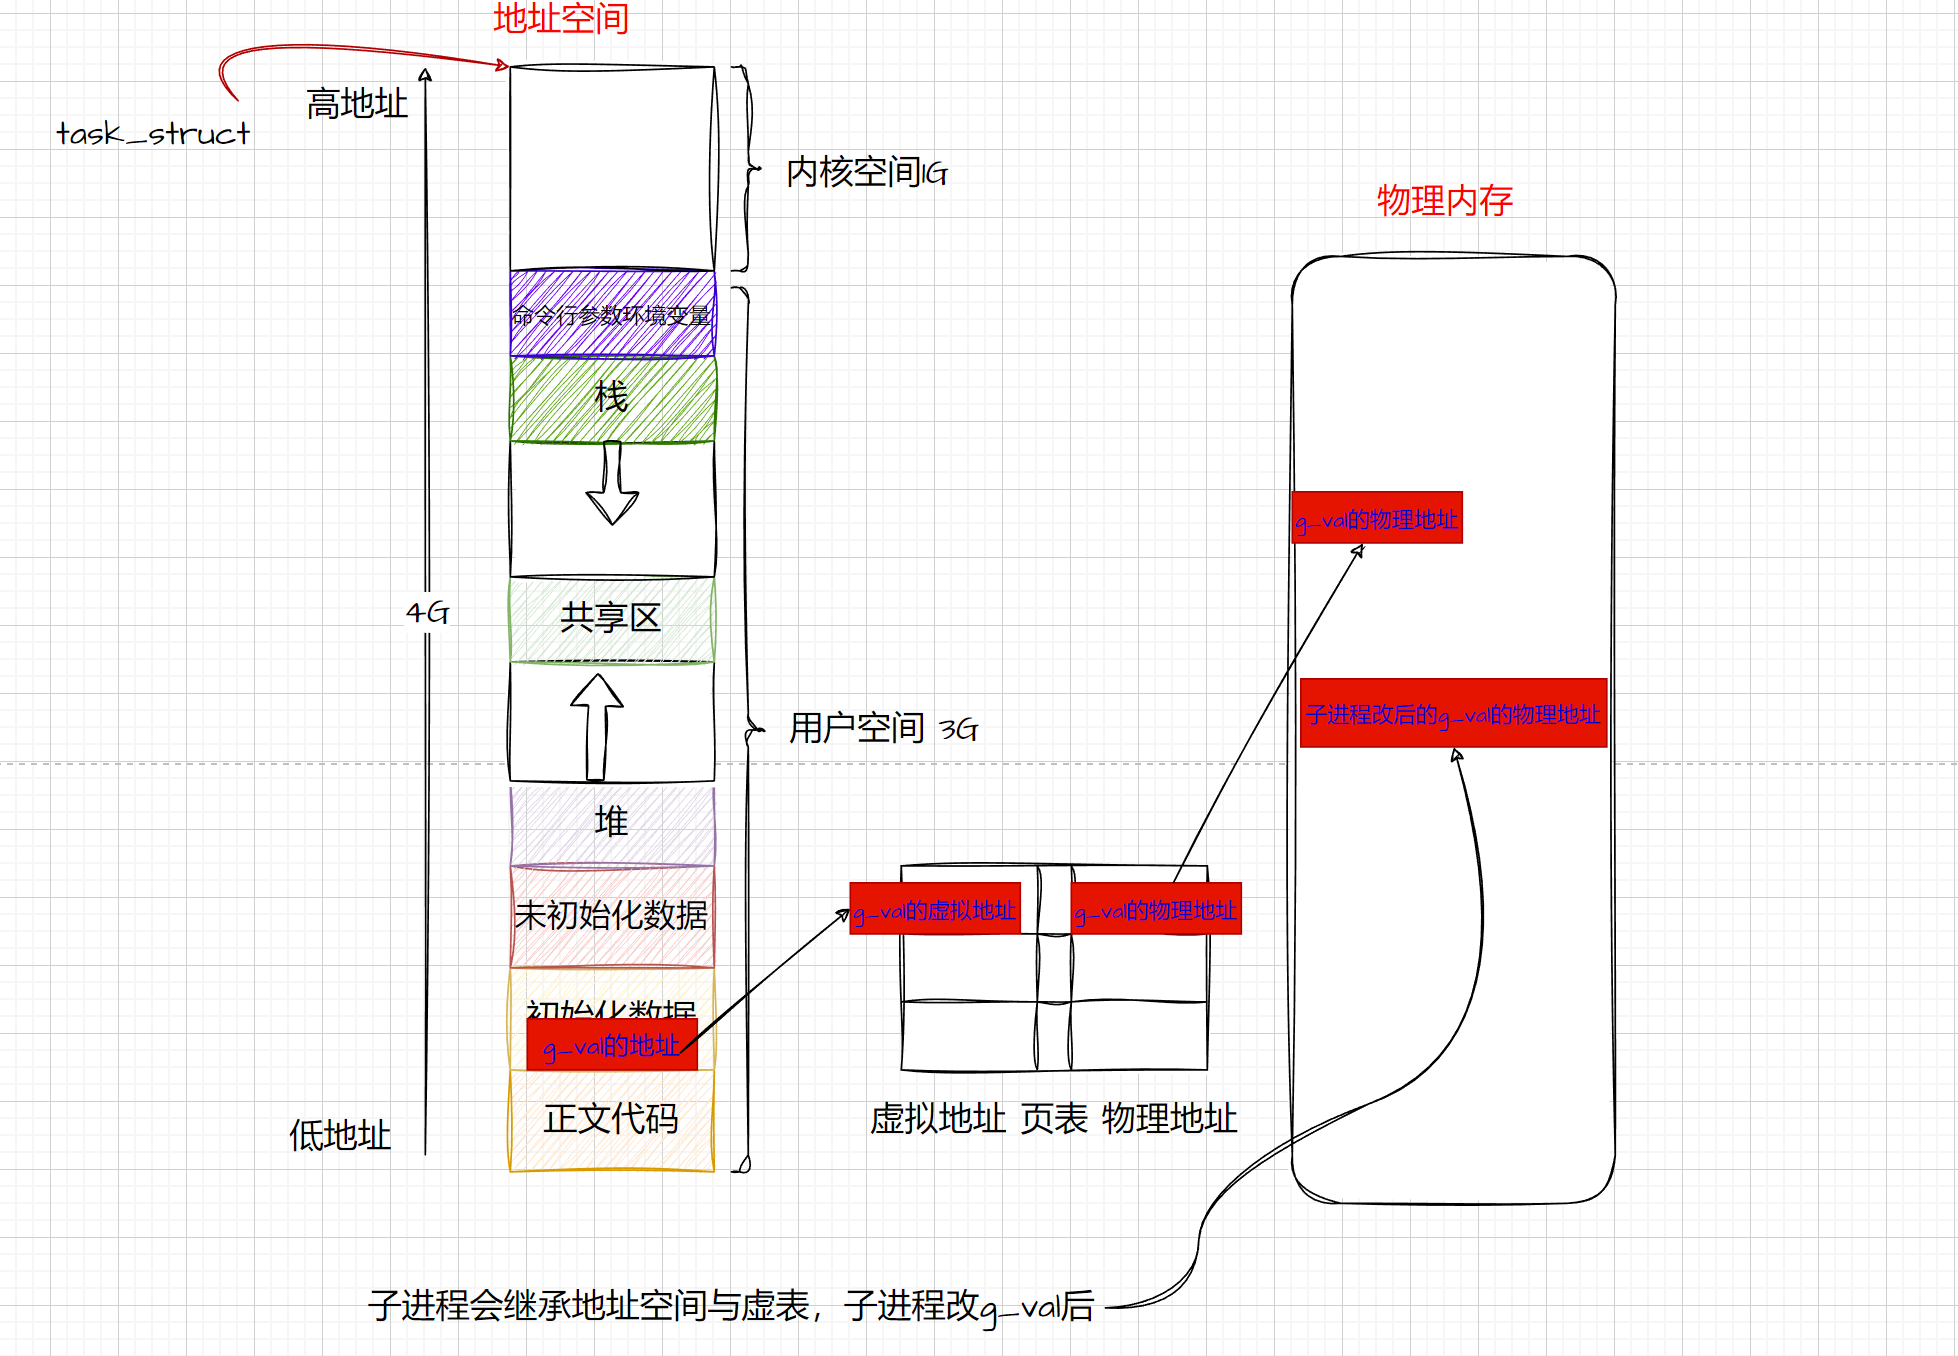 地址空间
高地址
task_struct
内核空间1G
物理内存
命令行参数环境变量
栈
g_val的物理地址
4G
共享区
子进程改后的g_val的物理地址
用户空间 3G
堆
未初始化数据
g_val的虚拟地址
g_val的物理地址
初始化数据
g_val的地址
正文代码
低地址
虚拟地址 页表 物理地址
子进程会继承地址空间与虚表，子进程改g_val后